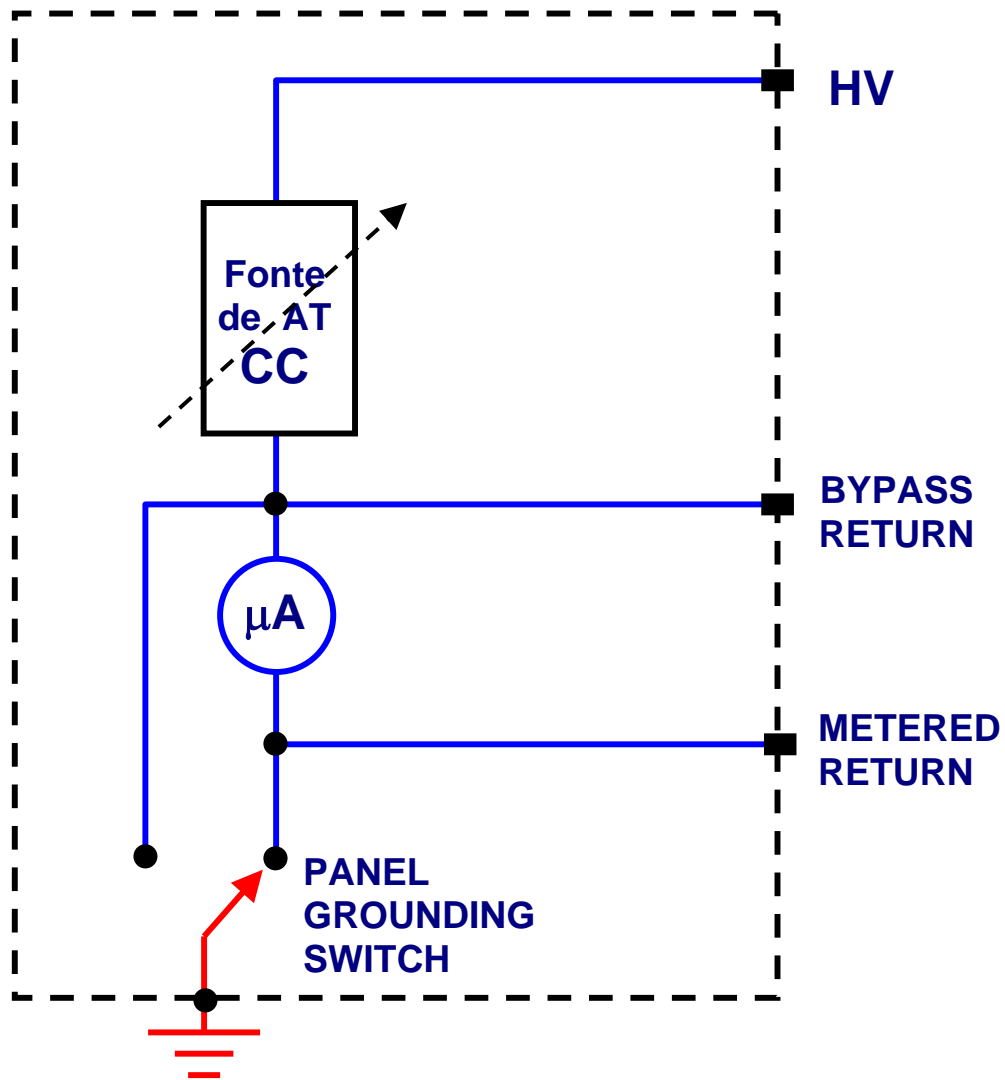 HV
Fonte
de AT
CC
BYPASS
RETURN
μA
METERED
RETURN
PANEL
GROUNDING
SWITCH